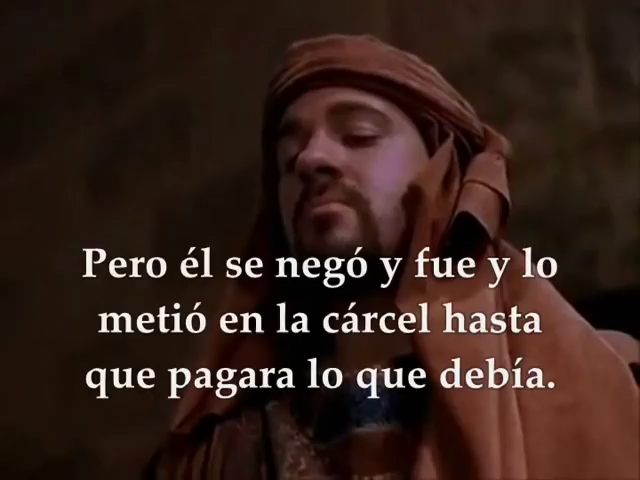 Pero él se negó y fue y lo
metió en la cárcel hasta
que pagara lo que debía.